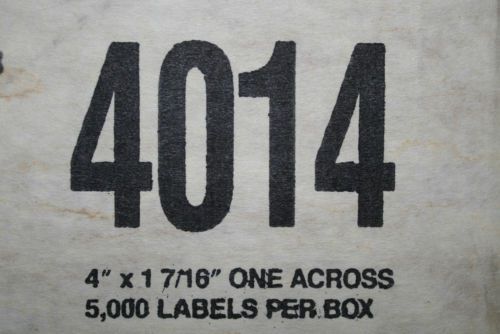 4014
4" x 1 7/16" ONE ACROSS
5,000 LABELS PER BOX